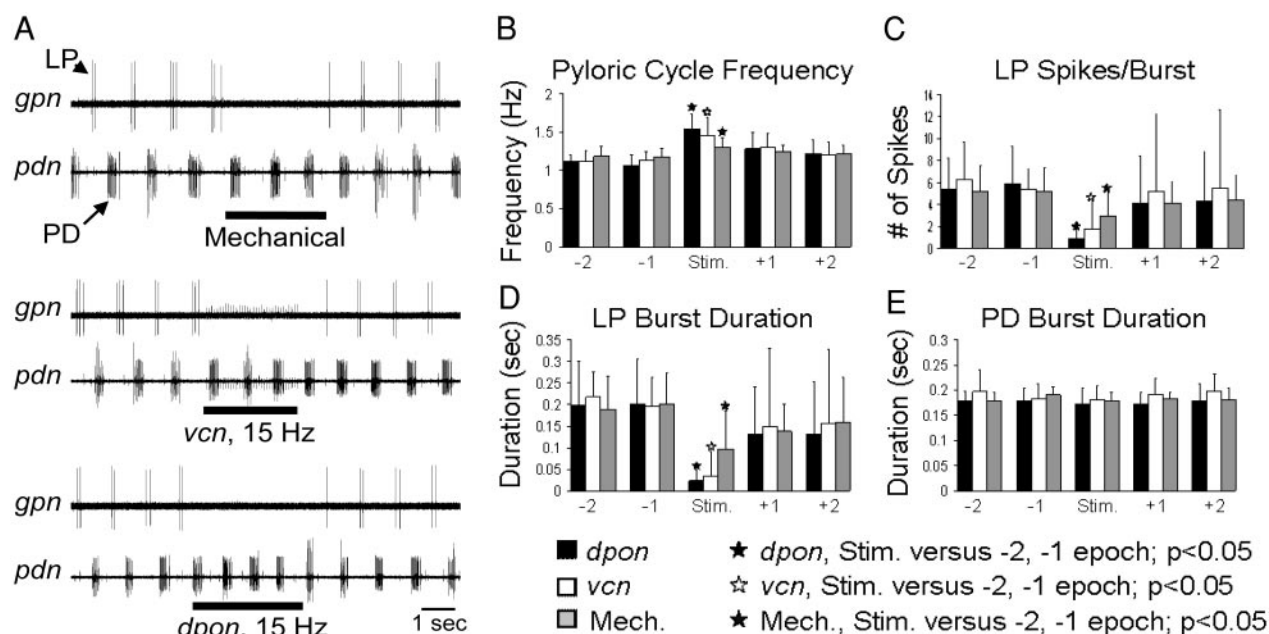 A
LP
gpn
pdn
PD
Mechanical
gpn
pdn
vcn, 15 Hz
gpn
pdn
dpon, 15 Hz
1 sec
B
Pyloric Cycle Frequency
Frequency (Hz)
2
1.5
1
0.5
0
-2 -1 Stim. +1 +2
C
LP Spikes/Burst
# of Spikes
14
12
10
8
6
4
2
0
-2 -1 Stim. +1 +2
D
LP Burst Duration
Duration (sec)
0.35
0.3
0.25
0.2
0.15
0.1
0.05
0
-2 -1 Stim. +1 +2
E
PD Burst Duration
Duration (sec)
0.3
0.25
0.2
0.15
0.1
0.05
0
-2 -1 Stim. +1 +2
dpon
vcn
Mech.
★ dpon, Stim. versus -2, -1 epoch; p<0.05
☆ vcn, Stim. versus -2, -1 epoch; p<0.05
★ Mech., Stim. versus -2, -1 epoch; p<0.05